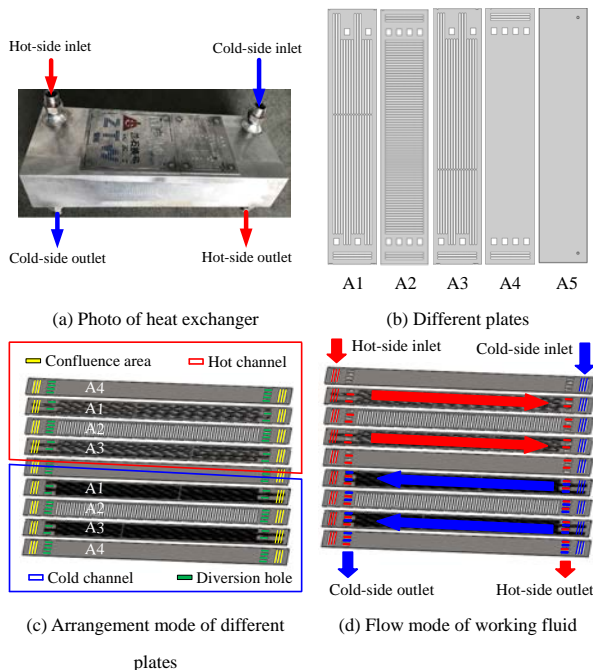 Hot-side inlet
Cold-side inlet
ZTW
Cold-side outlet
Hot-side outlet
A1 A2 A3 A4 A5
(a) Photo of heat exchanger
(b) Different plates
Confluence area
Hot channel
A4
A1
A2
A3
A1
A2
A3
A4
Cold channel
Diversion hole
Hot-side inlet
Cold-side inlet
Cold-side outlet
Hot-side outlet
(c) Arrangement mode of different
plates
(d) Flow mode of working fluid